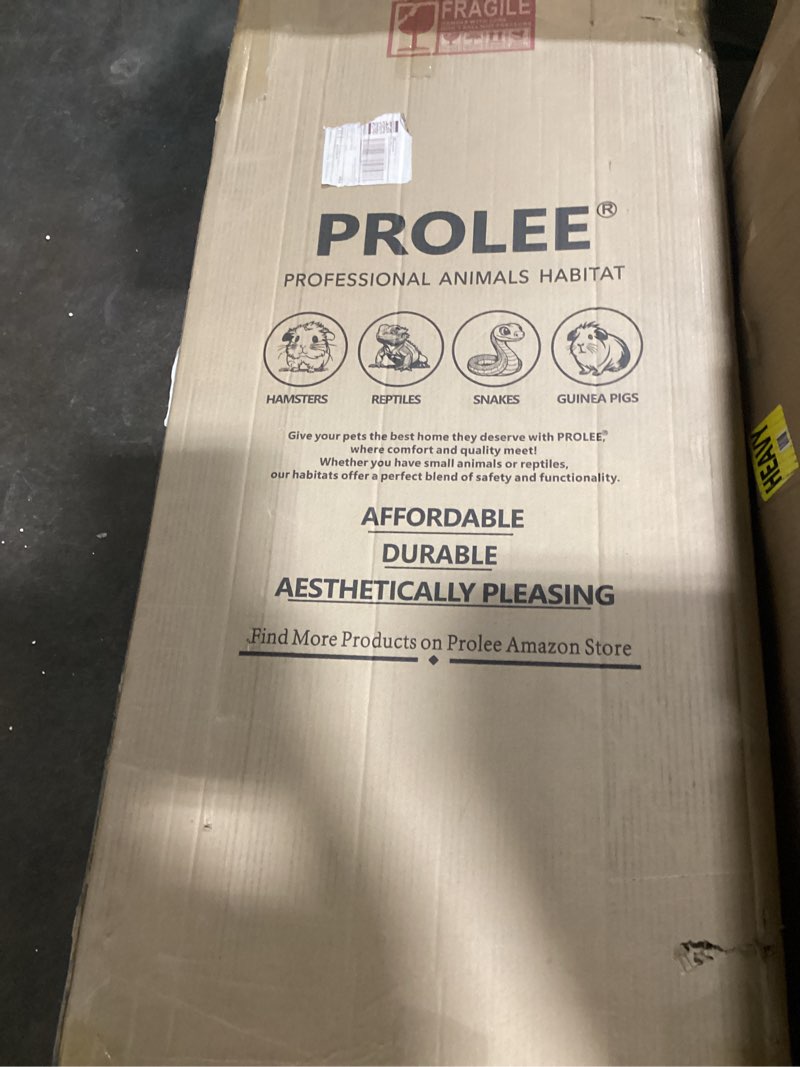 FRAGILE
PROLEE®
PROFESSIONAL ANIMALS HABITAT
HAMSTERS REPTILES SNAKES GUINEA PIGS
Give your pets the best home they deserve with PROLEE®,
where comfort and quality meet!
Whether you have small animals or reptiles,
our habitats offer a perfect blend of safety and functionality.
AFFORDABLE
DURABLE
AESTHETICALLY PLEASING
Find More Products on Prolee Amazon Store
HEAVY